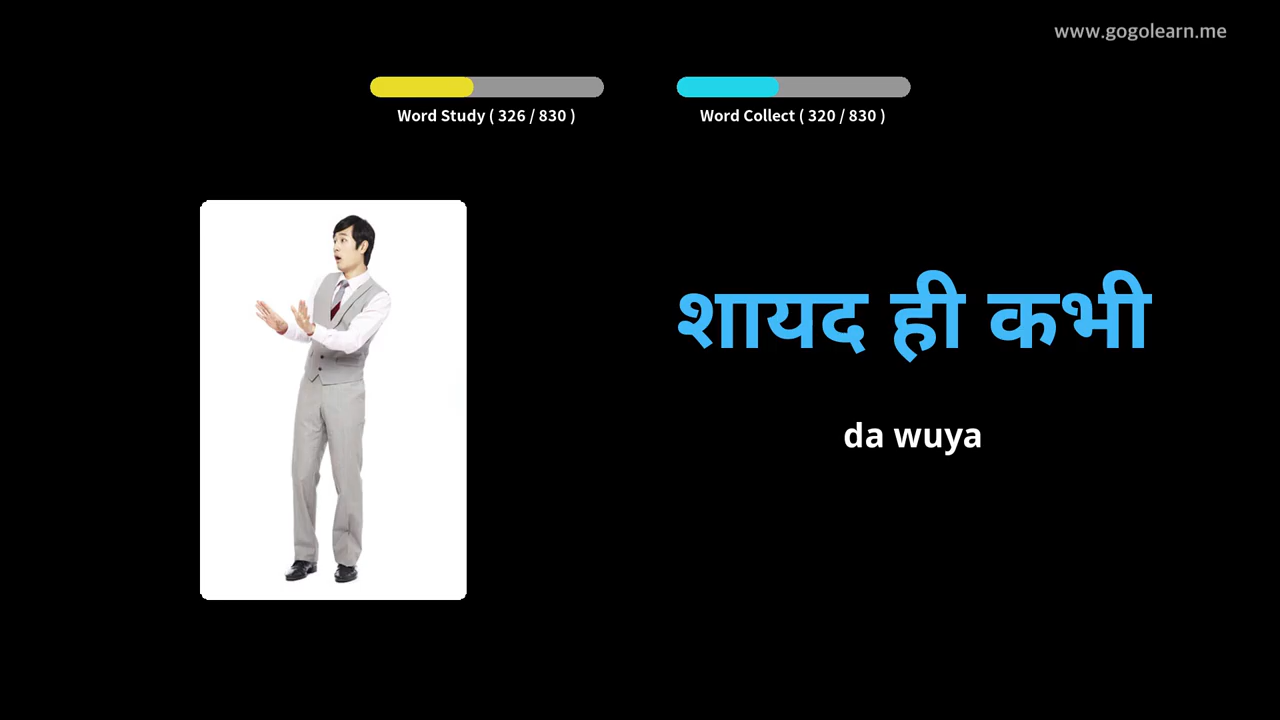 www.gogolearn.me
Word Study ( 326 / 830 )
Word Collect ( 320 / 830 )
शायद ही कभी
da wuya